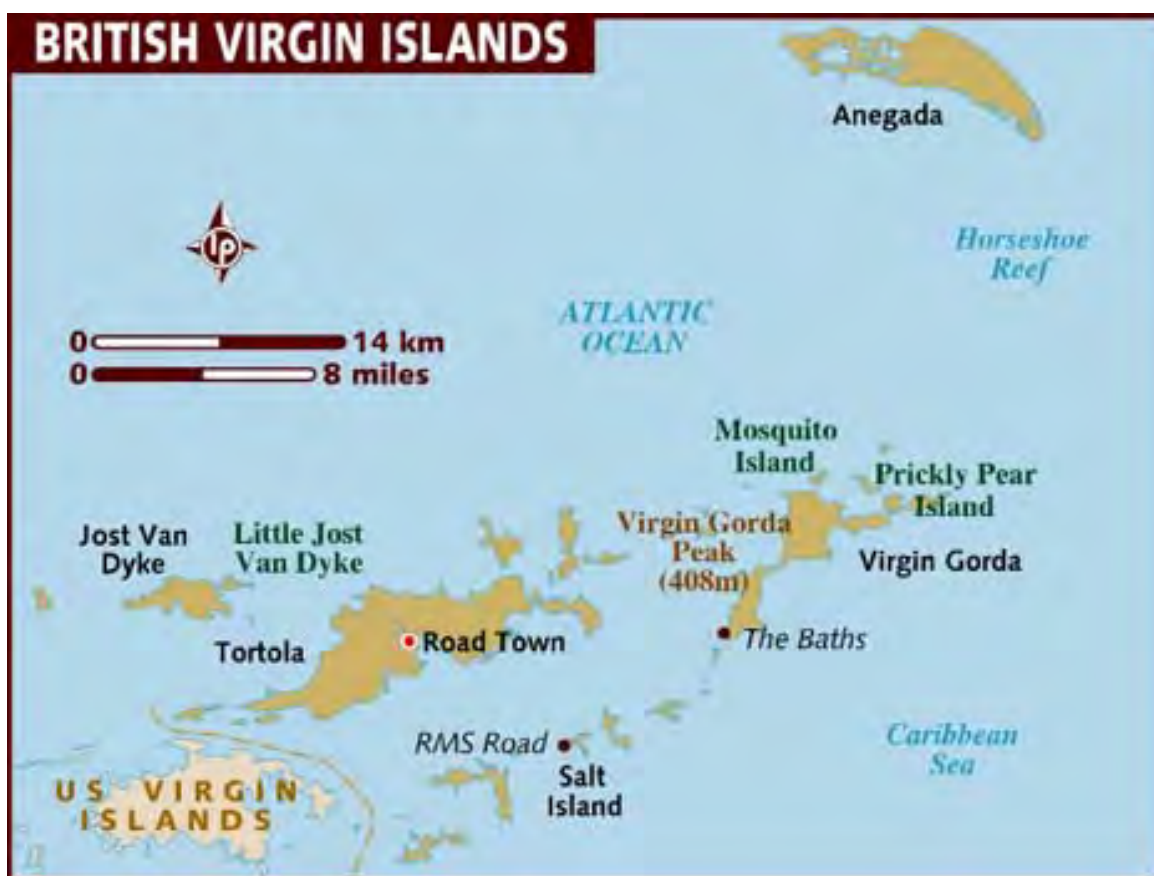 BRITISH VIRGIN ISLANDS
Anegada
Horseshoe
Reef
LP
0 14 km
0 8 miles
ATLANTIC
OCEAN
Mosquito
Island
Prickly Pear
Island
Virgin Gorda
Peak
(408m)
Virgin Gorda
Jost Van
Dyke
Little Jost
Van Dyke
Tortola
Road Town
The Baths
RMS Road
Salt
Island
Caribbean
Sea
US VIRGIN
ISLANDS